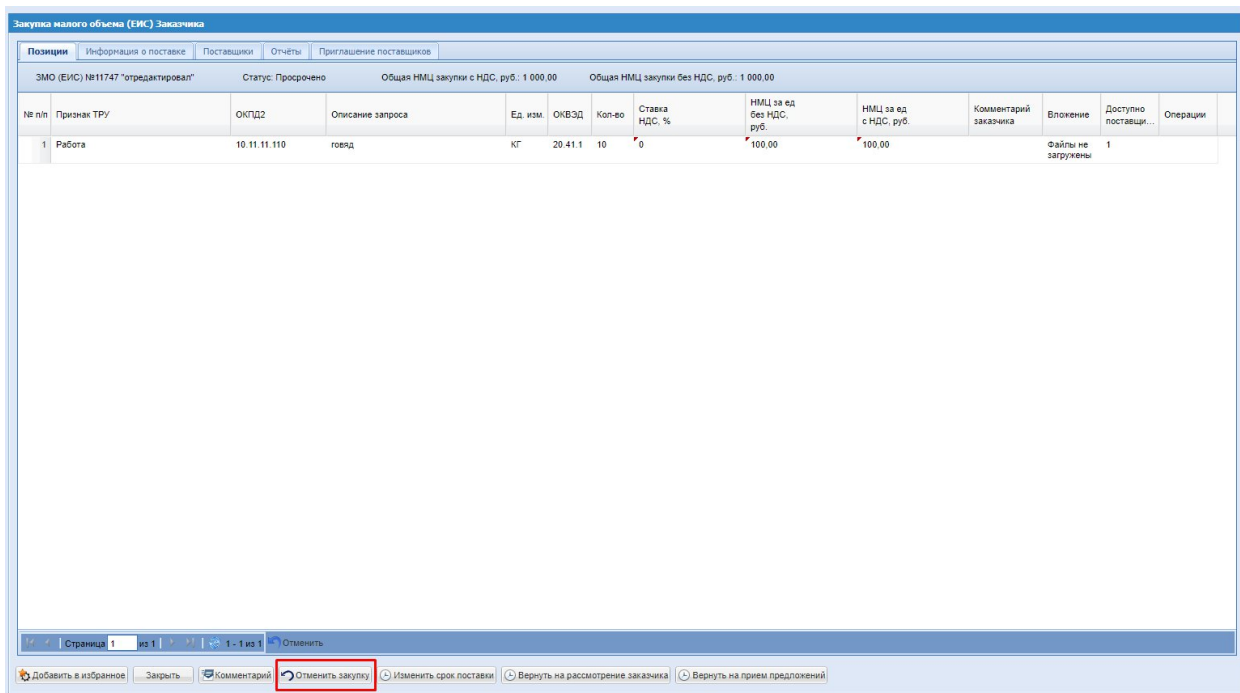 Закупка малого объема (ЕИС) Заказчика
Позиции Информация о поставке Поставщики Отчёты Приглашение поставщиков
ЗМО (ЕИС) №11747 "отредактировал" Статус: Просрочено Общая НМЦ закупки с НДС, руб.: 1 000,00 Общая НМЦ закупки без НДС, руб.: 1 000,00
№ п/п Признак ТРУ ОКПД2 Описание запроса Ед. изм. ОКВЭД Кол-во Ставка НДС, % НМЦ за ед без НДС, руб. НМЦ за ед с НДС, руб. Комментарий заказчика Вложение Доступно поставщи... Операции
1 Работа 10.11.11.110 говяд КГ 20.41.1 10 0 100,00 100,00 Файлы не загружены 1
Страница 1 из 1 1 - 1 из 1 Отменить
Добавить в избранное Закрыть Комментарий Отменить закупку Изменить срок поставки Вернуть на рассмотрение заказчика Вернуть на прием предложений